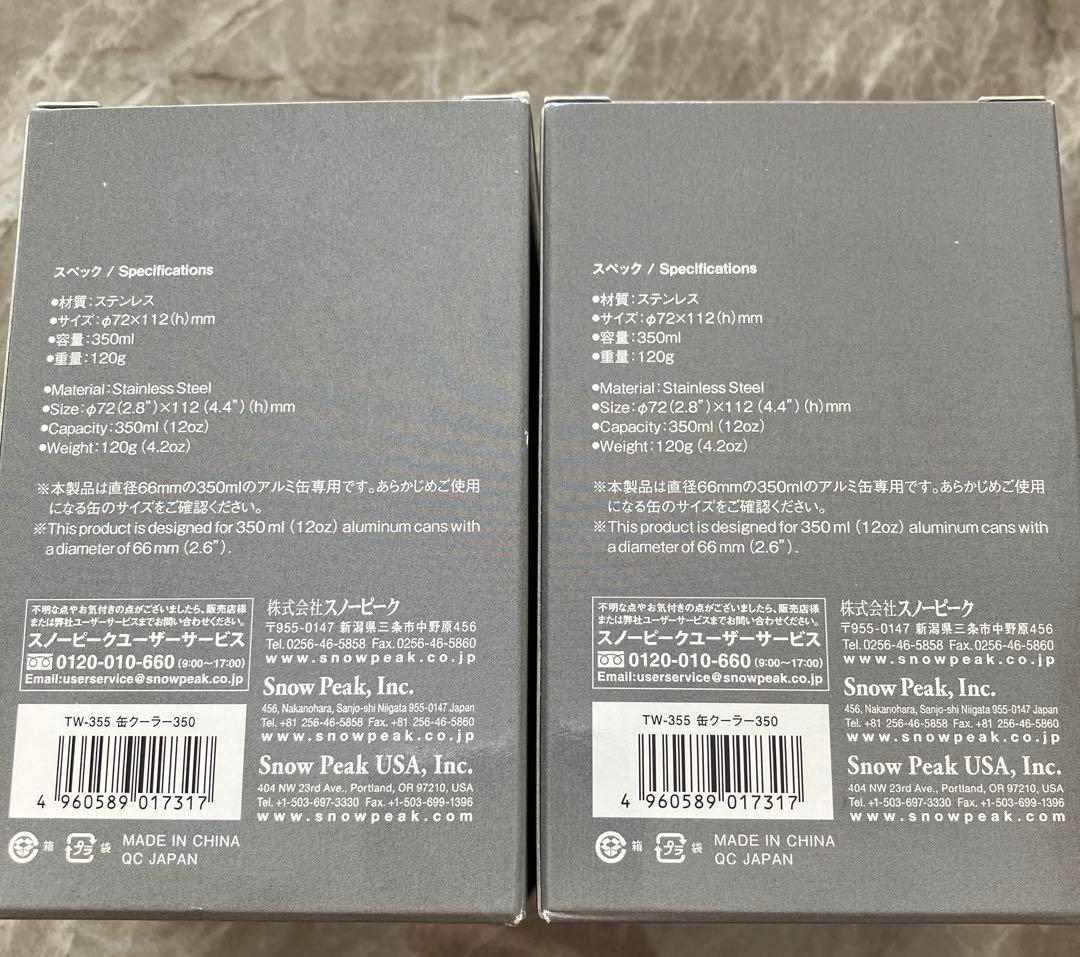 スペック / Specifications
●材質:ステンレス
●サイズ:φ72×112(h)mm
●容量:350ml
●重量:120g
●Material:Stainless Steel
●Size:φ72(2.8")×112(4.4")(h)mm
●Capacity:350ml(12oz)
●Weight:120g(4.2oz)
※本製品は直径66mmの350mlのアルミ缶専用です。あらかじめご使用
になる缶のサイズをご確認ください。
※This product is designed for 350 ml (12oz) aluminum cans with
a diameter of 66 mm (2.6").
不明な点やお気付きの点がございましたら、販売店様
または弊社ユーザーサービスまでお問い合わせください。
スノーピークユーザーサービス
0120-010-660(9:00〜17:00)
Email:userservice@snowpeak.co.jp
株式会社スノーピーク
〒955-0147 新潟県三条市中野原456
Tel.0256-46-5858 Fax.0256-46-5860
www.snowpeak.co.jp
Snow Peak, Inc.
456, Nakanohara, Sanjo-shi Niigata 955-0147 Japan
Tel. +81 256-46-5858 Fax. +81 256-46-5860
www.snowpeak.co.jp
Snow Peak USA, Inc.
404 NW 23rd Ave., Portland, OR 97210, USA
Tel. +1-503-697-3330 Fax. +1-503-699-1396
www.snowpeak.com
TW-355 缶クーラー350
4 960589 017317
箱 プラ 袋
MADE IN CHINA
QC JAPAN
スペック / Specifications
●材質:ステンレス
●サイズ:φ72×112(h)mm
●容量:350ml
●重量:120g
●Material:Stainless Steel
●Size:φ72(2.8")×112(4.4")(h)mm
●Capacity:350ml(12oz)
●Weight:120g(4.2oz)
※本製品は直径66mmの350mlのアルミ缶専用です。あらかじめご使用
になる缶のサイズをご確認ください。
※This product is designed for 350 ml (12oz) aluminum cans with
a diameter of 66 mm (2.6").
不明な点やお気付きの点がございましたら、販売店様
または弊社ユーザーサービスまでお問い合わせください。
スノーピークユーザーサービス
0120-010-660(9:00〜17:00)
Email:userservice@snowpeak.co.jp
株式会社スノーピーク
〒955-0147 新潟県三条市中野原456
Tel.0256-46-5858 Fax.0256-46-5860
www.snowpeak.co.jp
Snow Peak, Inc.
456, Nakanohara, Sanjo-shi Niigata 955-0147 Japan
Tel. +81 256-46-5858 Fax. +81 256-46-5860
www.snowpeak.co.jp
Snow Peak USA, Inc.
404 NW 23rd Ave., Portland, OR 97210, USA
Tel. +1-503-697-3330 Fax. +1-503-699-1396
www.snowpeak.com
TW-355 缶クーラー350
4 960589 017317
箱 プラ 袋
MADE IN CHINA
QC JAPAN